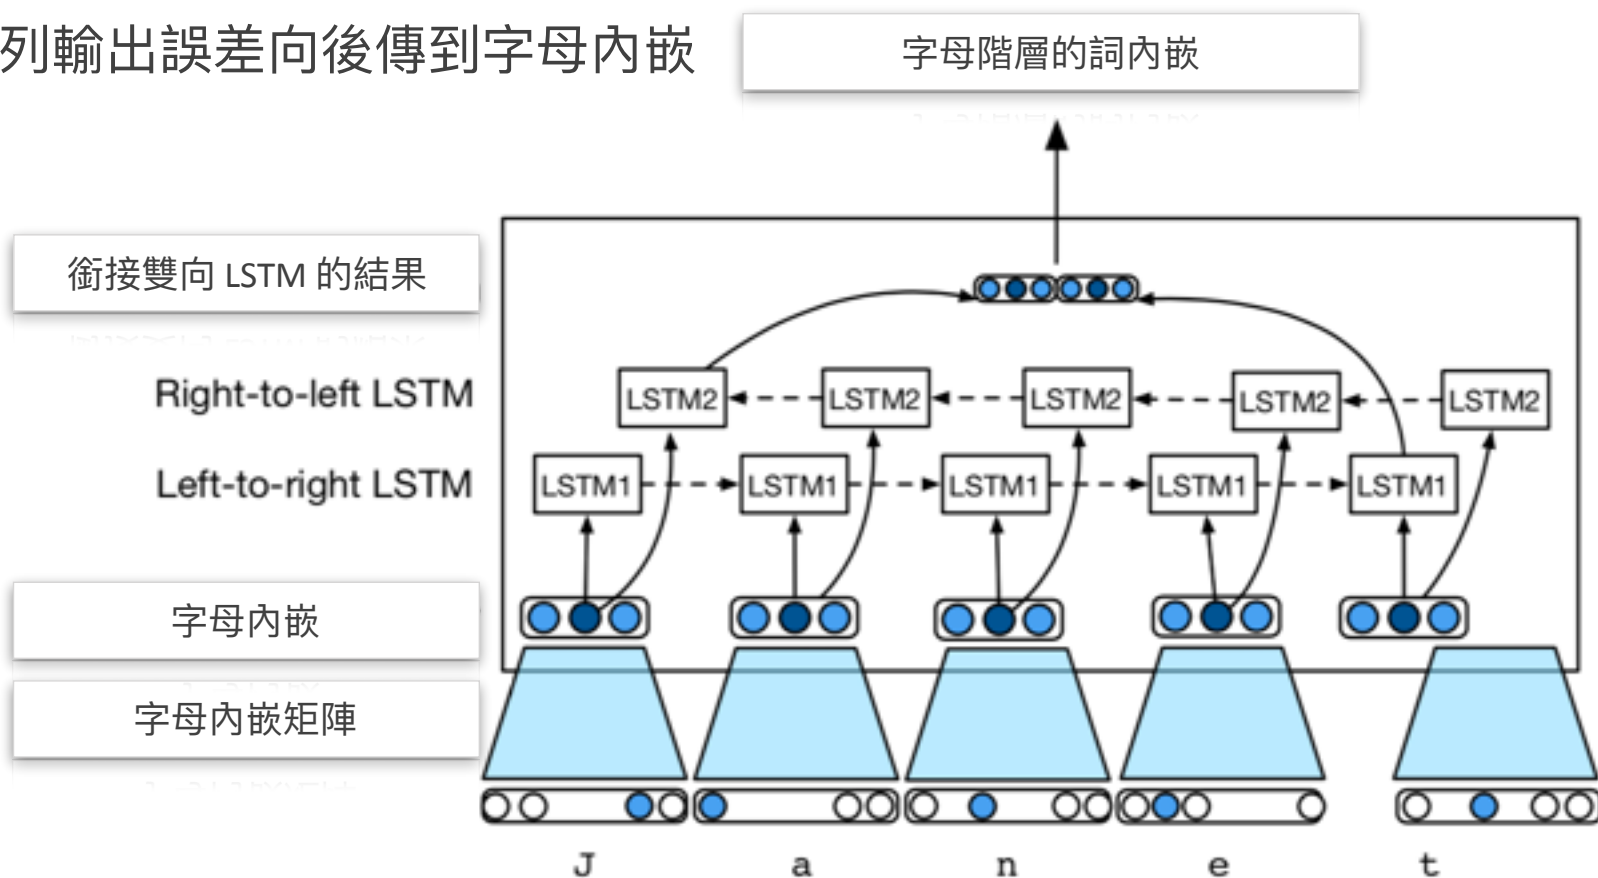 列輸出誤差向後傳到字母內嵌
字母階層的詞內嵌
銜接雙向 LSTM 的結果
Right-to-left LSTM
LSTM2 LSTM2 LSTM2 LSTM2 LSTM2
Left-to-right LSTM
LSTM1 LSTM1 LSTM1 LSTM1 LSTM1
字母內嵌
字母內嵌矩陣
J a n e t